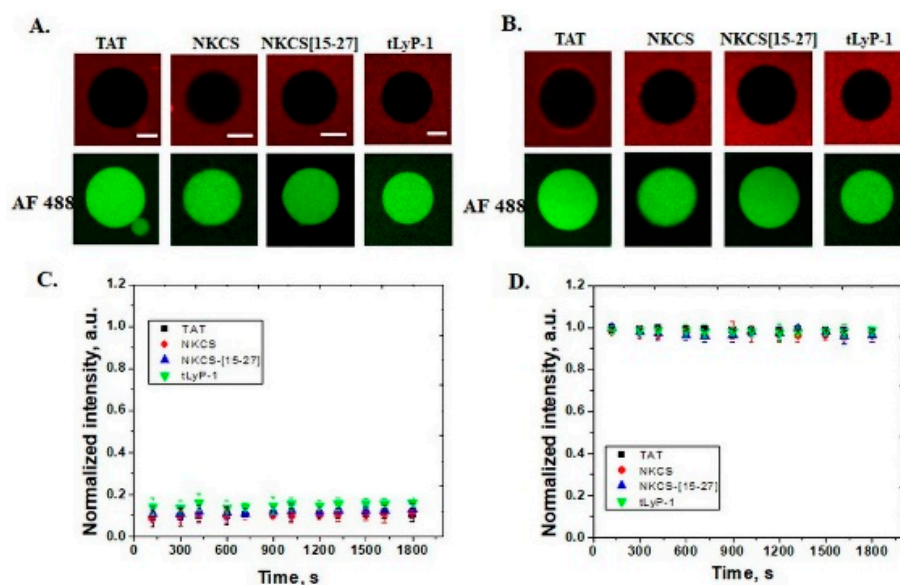 A.
TAT NKCS NKCS[15-27] tLyP-1
AF 488
B.
TAT NKCS NKCS[15-27] tLyP-1
AF 488
C.
Normalized intensity, a.u.
1.2
1.0
0.8
0.6
0.4
0.2
0.0
TAT
NKCS
NKCS-[15-27]
tLyP-1
0 300 600 900 1200 1500 1800
Time, s
D.
Normalized intensity, a.u.
1.2
1.0
0.8
0.6
0.4
0.2
0.0
TAT
NKCS
NKCS-[15-27]
tLyP-1
0 300 600 900 1200 1500 1800
Time, s